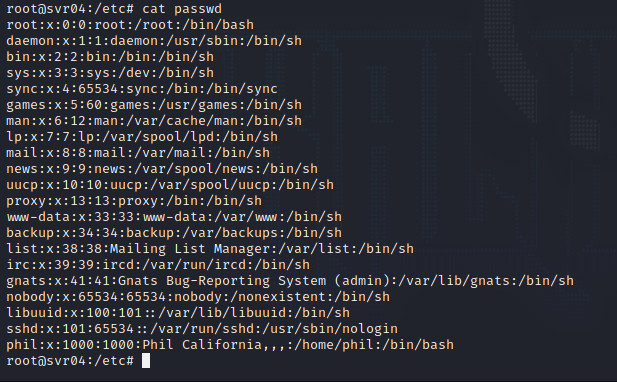 root@svr04:/etc# cat passwd
root:x:0:0:root:/root:/bin/bash
daemon:x:1:1:daemon:/usr/sbin:/bin/sh
bin:x:2:2:bin:/bin:/bin/sh
sys:x:3:3:sys:/dev:/bin/sh
sync:x:4:65534:sync:/bin:/bin/sync
games:x:5:60:games:/usr/games:/bin/sh
man:x:6:12:man:/var/cache/man:/bin/sh
lp:x:7:7:lp:/var/spool/lpd:/bin/sh
mail:x:8:8:mail:/var/mail:/bin/sh
news:x:9:9:news:/var/spool/news:/bin/sh
uucp:x:10:10:uucp:/var/spool/uucp:/bin/sh
proxy:x:13:13:proxy:/bin:/bin/sh
www-data:x:33:33:www-data:/var/www:/bin/sh
backup:x:34:34:backup:/var/backups:/bin/sh
list:x:38:38:Mailing List Manager:/var/list:/bin/sh
irc:x:39:39:ircd:/var/run/ircd:/bin/sh
gnats:x:41:41:Gnats Bug-Reporting System (admin):/var/lib/gnats:/bin/sh
nobody:x:65534:65534:nobody:/nonexistent:/bin/sh
libuuid:x:100:101::/var/lib/libuuid:/bin/sh
sshd:x:101:65534::/var/run/sshd:/usr/sbin/nologin
phil:x:1000:1000:Phil California,,,:/home/phil:/bin/bash
root@svr04:/etc#